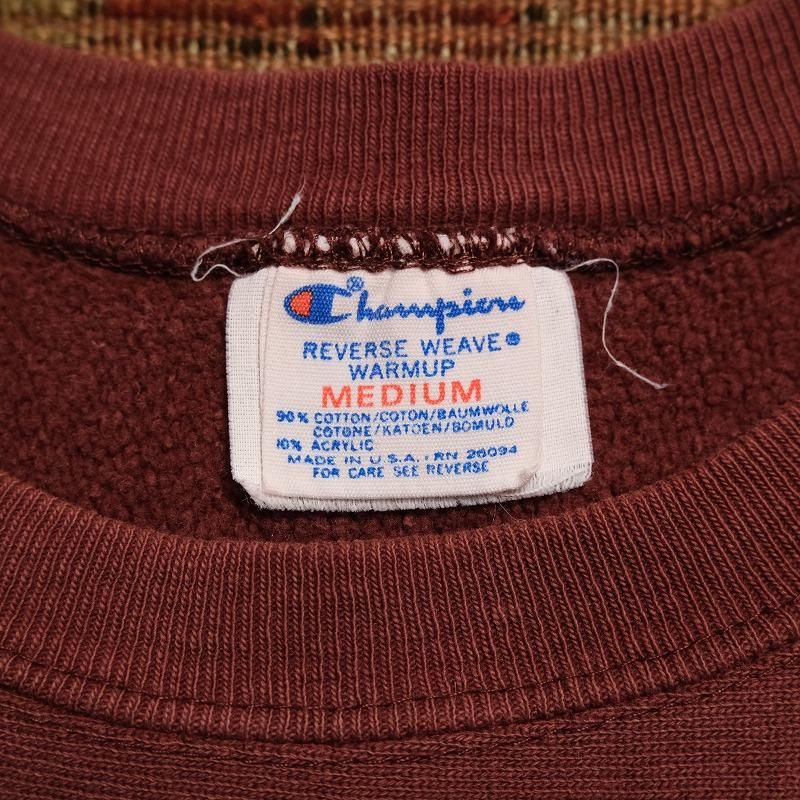 Champion®
REVERSE WEAVE®
WARMUP
MEDIUM
90% COTTON/COTON/BAUMWOLLE
COTONE/KATOEN/BOMULD
10% ACRYLIC
MADE IN U.S.A. RN 26094
FOR CARE SEE REVERSE